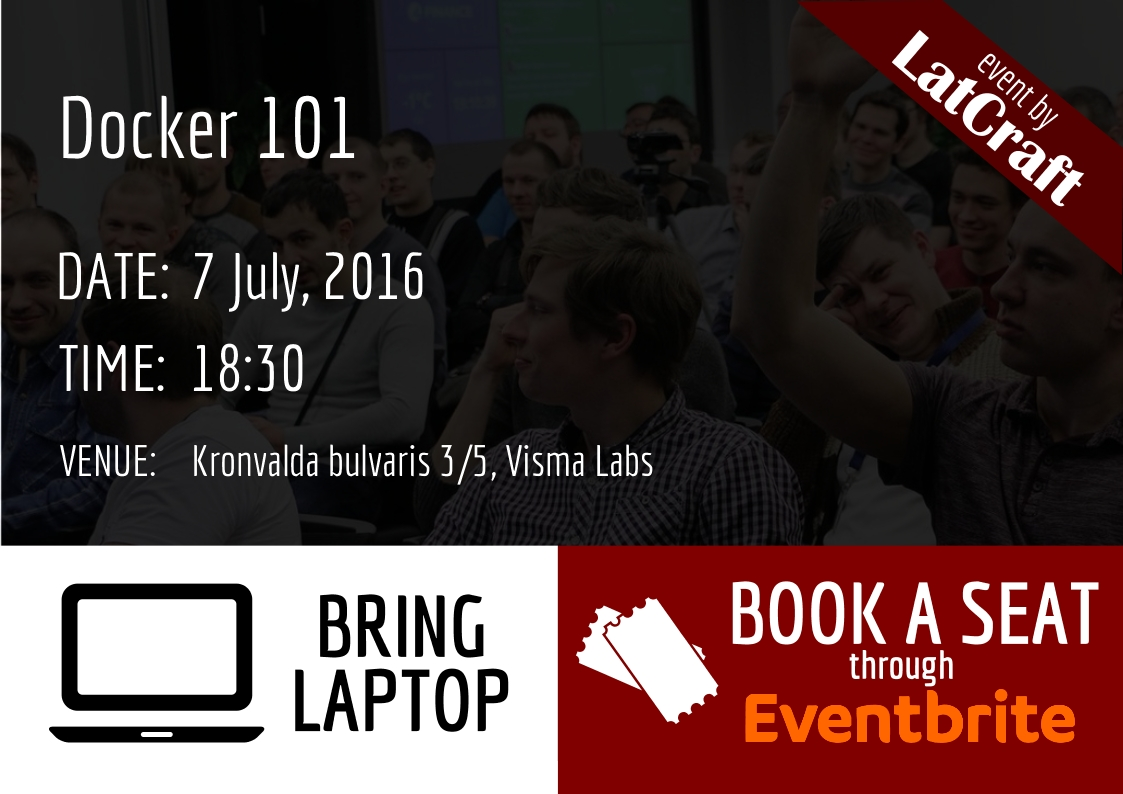 event by
LatCraft
Docker 101
DATE: 7 July, 2016
TIME: 18:30
VENUE: Kronvalda bulvaris 3/5, Visma Labs
BRING
LAPTOP
BOOK A SEAT
through
Eventbrite